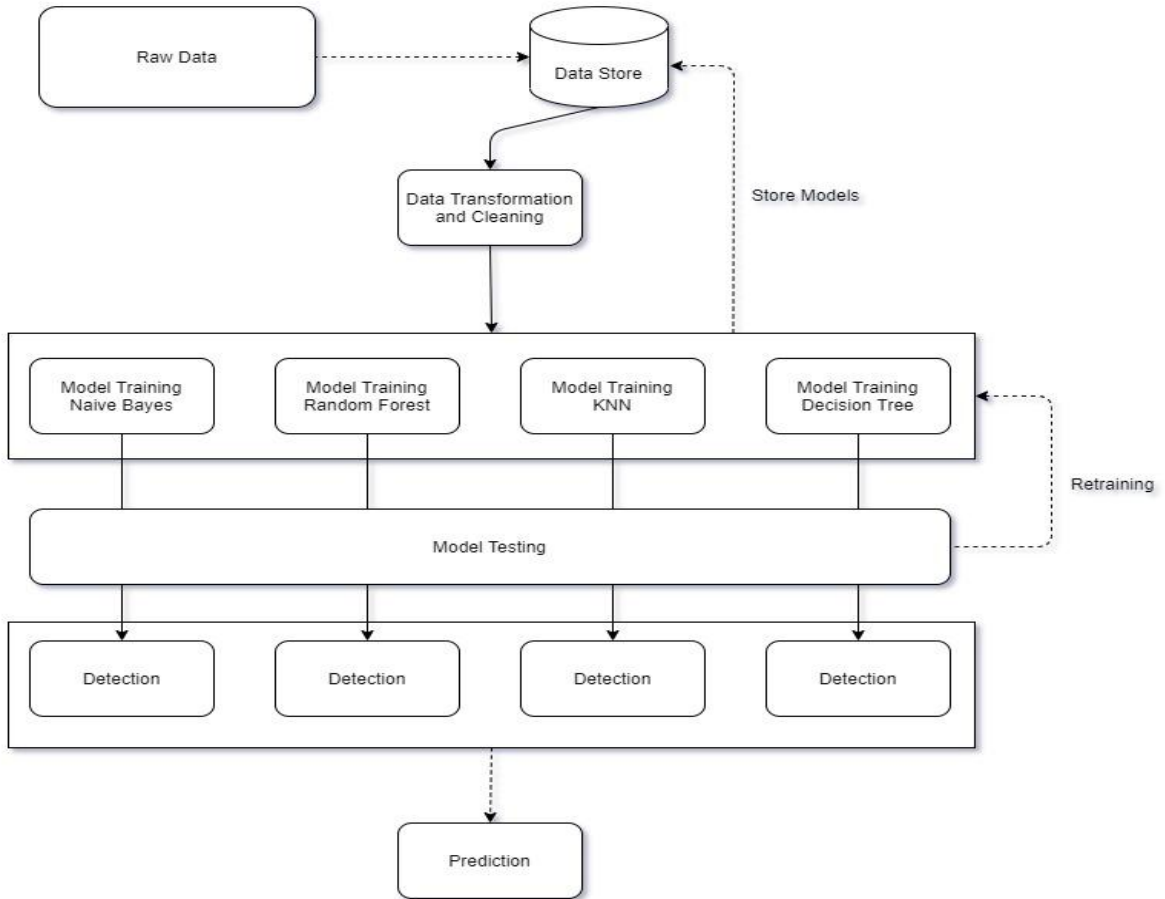 Raw Data
Data Store
Data Transformation
and Cleaning
Store Models
Model Training
Naive Bayes
Model Training
Random Forest
Model Training
KNN
Model Training
Decision Tree
Retraining
Model Testing
Detection
Detection
Detection
Detection
Prediction